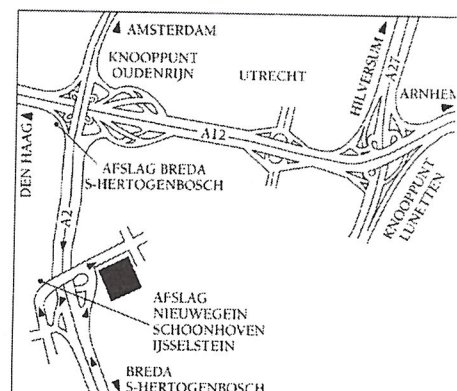 AMSTERDAM
KNOOPPUNT
OUDENRIJN
UTRECHT
HILVERSUM
A27
ARNHEM
DEN HAAG
A12
AFSLAG BREDA
S-HERTOGENBOSCH
KNOOPPUNT
LUNETTEN
A2
AFSLAG
NIEUWEGEIN
SCHOONHOVEN
IJSSELSTEIN
BREDA
S-HERTOGENBOSCH